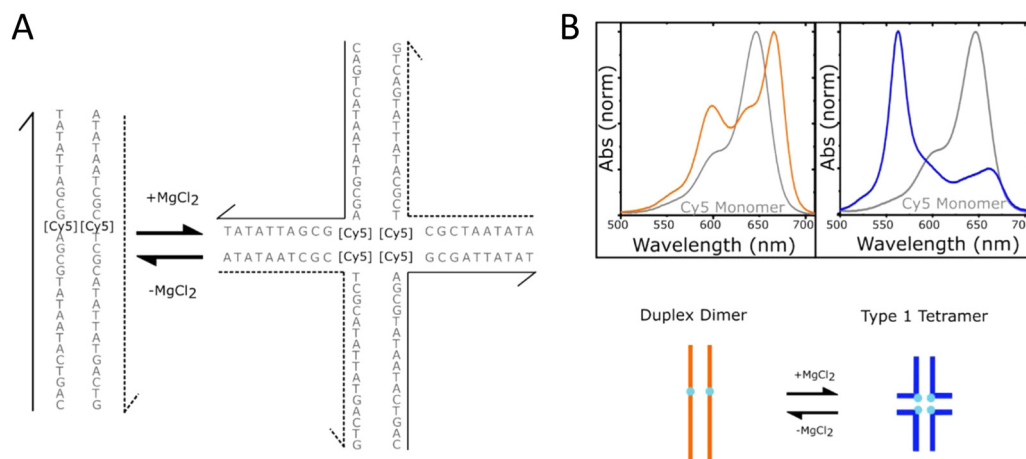 A
TATATTAGCG[Cy5]AGCGTATAATACTGAC
ATATAATCGC[Cy5]TCGCATATTATGACTG
+MgCl2
-MgCl2
CAGTCATAATATGCGA
GTCAGTATTATACGCT
TATATTAGCG [Cy5] [Cy5] CGCTAATATA
ATATAATCGC [Cy5] [Cy5] GCGATTATAT
TCGCATATTATGACTG
AGCGTATAATACTGAC
B
Abs (norm)
Cy5 Monomer
500 550 600 650 700
Wavelength (nm)
Abs (norm)
Cy5 Monomer
500 550 600 650
Wavelength (nm)
Duplex Dimer
Type 1 Tetramer
+MgCl2
-MgCl2